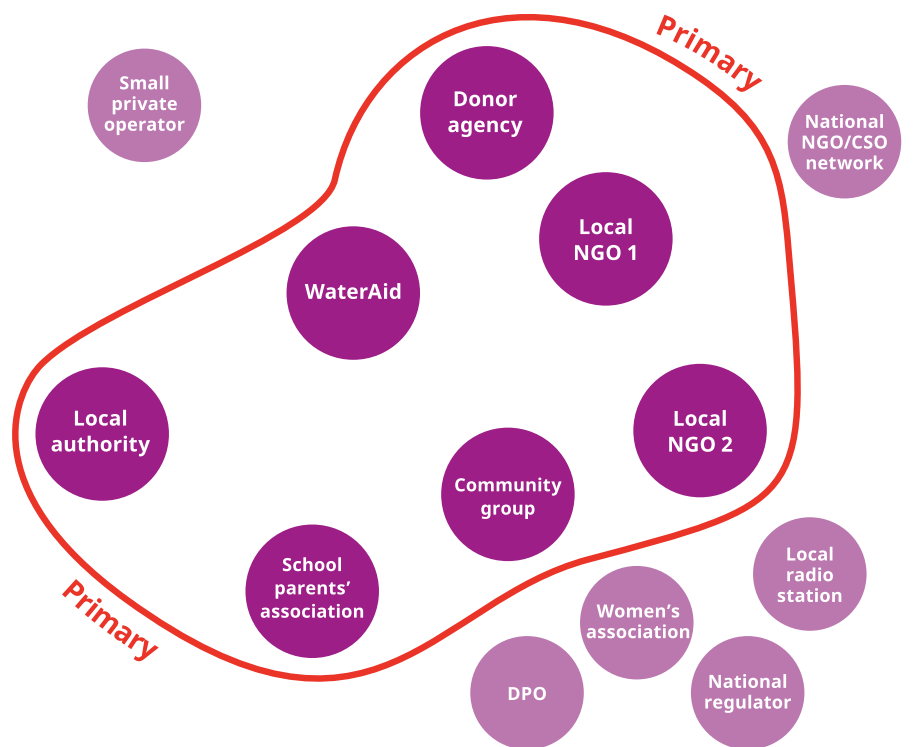 Primary
Small
private
operator
Donor
agency
National
NGO/CSO
network
Local
NGO 1
WaterAid
Local
authority
Local
NGO 2
Community
group
School
parents’
association
Primary
Local
radio
station
Women’s
association
DPO
National
regulator